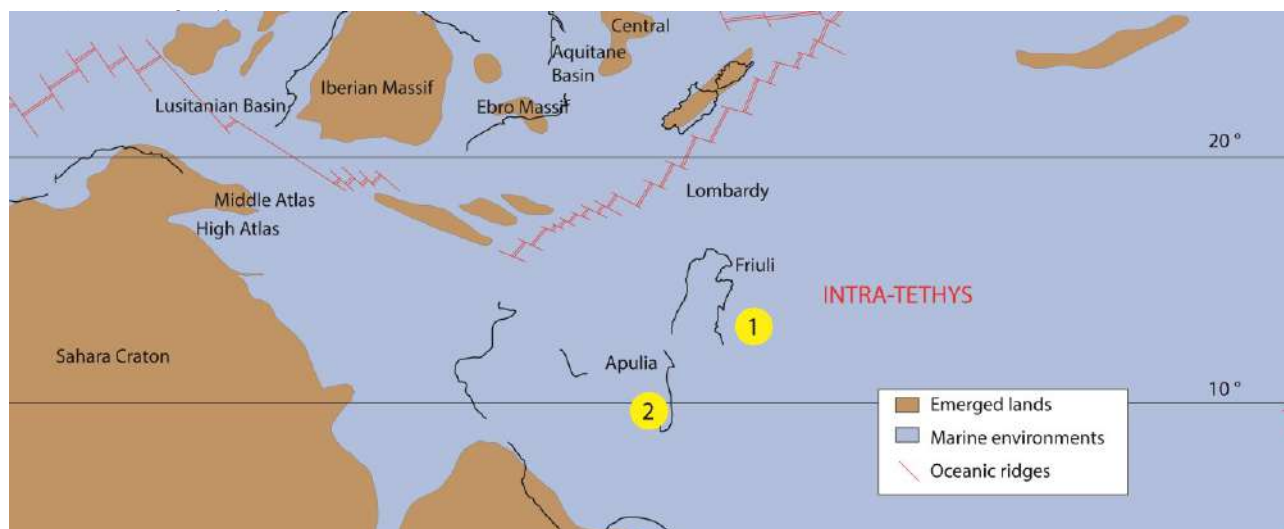 Central
Aquitane
Basin
Iberian Massif
Lusitanian Basin
Ebro Massif
20 °
Middle Atlas
High Atlas
Lombardy
Friuli
INTRA-TETHYS
1
Sahara Craton
Apulia
2
10 °
Emerged lands
Marine environments
Oceanic ridges